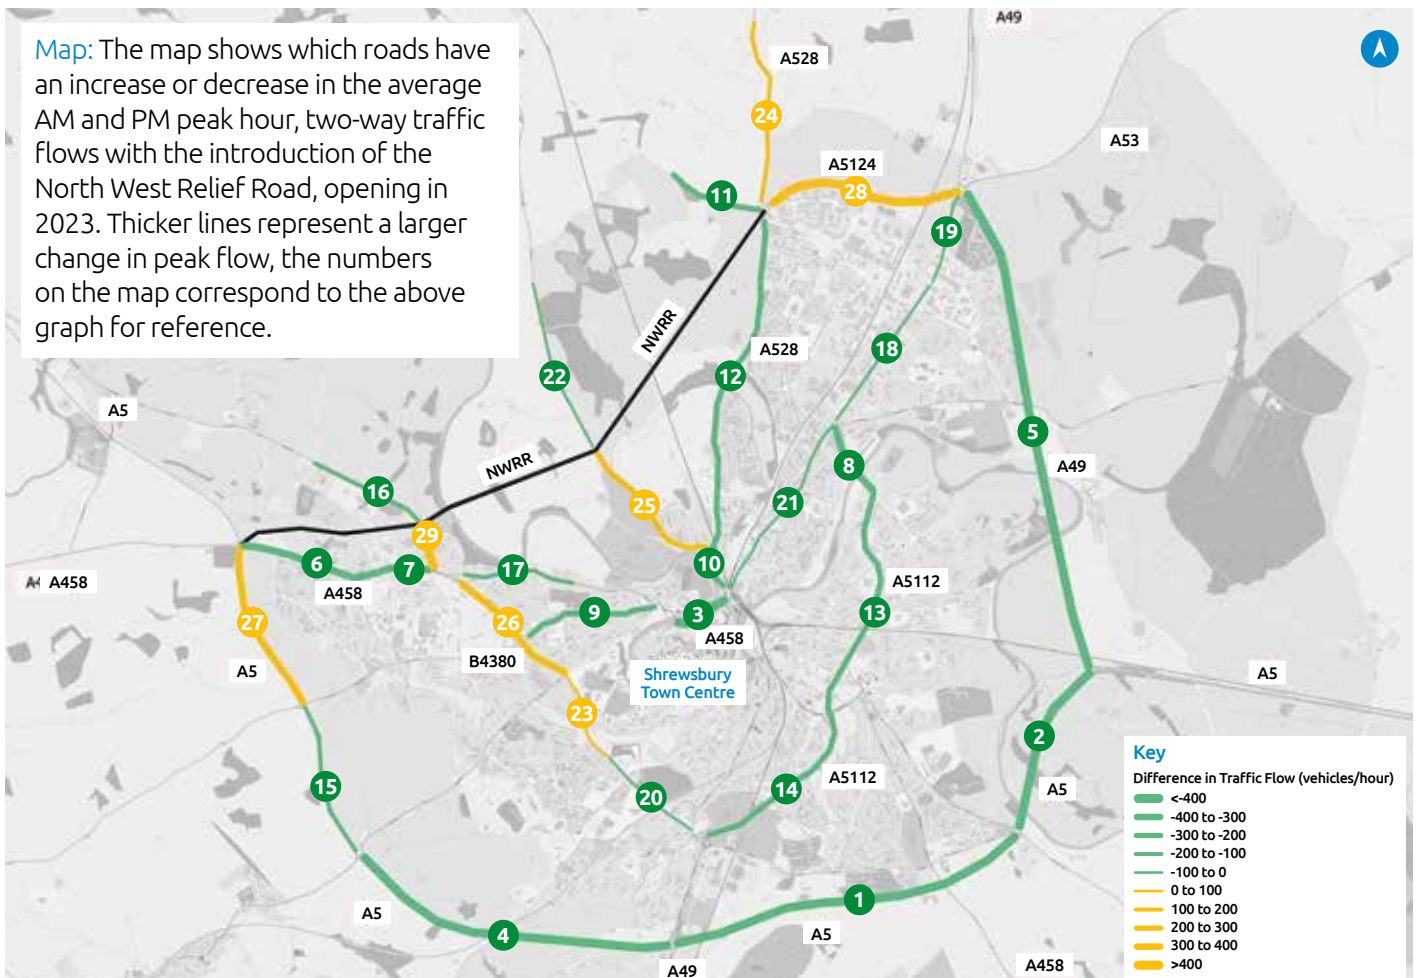 Map: The map shows which roads have
an increase or decrease in the average
AM and PM peak hour, two-way traffic
flows with the introduction of the
North West Relief Road, opening in
2023. Thicker lines represent a larger
change in peak flow, the numbers
on the map correspond to the above
graph for reference.
A49
A528
24
A53
A5124
28
11
19
NWRR
A528
18
22
12
A5
5
8
A49
NWRR
16
25
21
29
10
6
7
17
A458
A458
A5112
9
3
13
27
26
A458
B4380
A5
Shrewsbury
Town Centre
A5
23
2
15
20
14
A5112
A5
1
A5
4
A5
A49
A458
Key
Difference in Traffic Flow (vehicles/hour)
<-400
-400 to -300
-300 to -200
-200 to -100
-100 to 0
0 to 100
100 to 200
200 to 300
300 to 400
>400